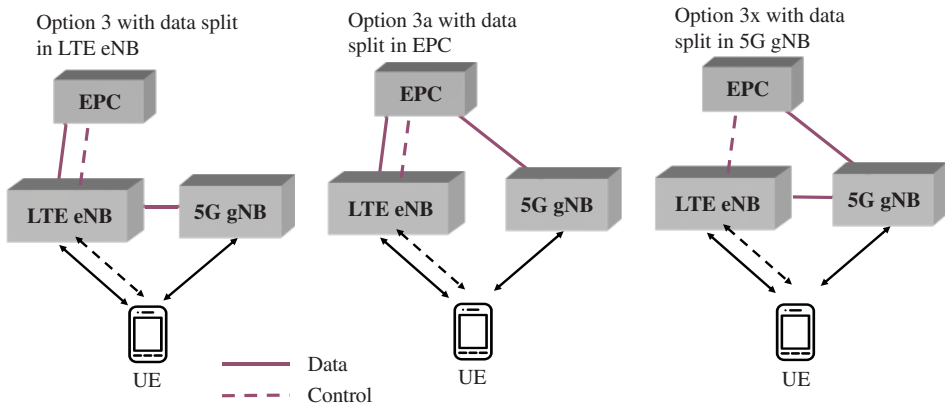 Option 3 with data split
in LTE eNB
EPC
LTE eNB
5G gNB
UE
Option 3a with data
split in EPC
EPC
LTE eNB
5G gNB
UE
Option 3x with data
split in 5G gNB
EPC
LTE eNB
5G gNB
UE
Data
Control